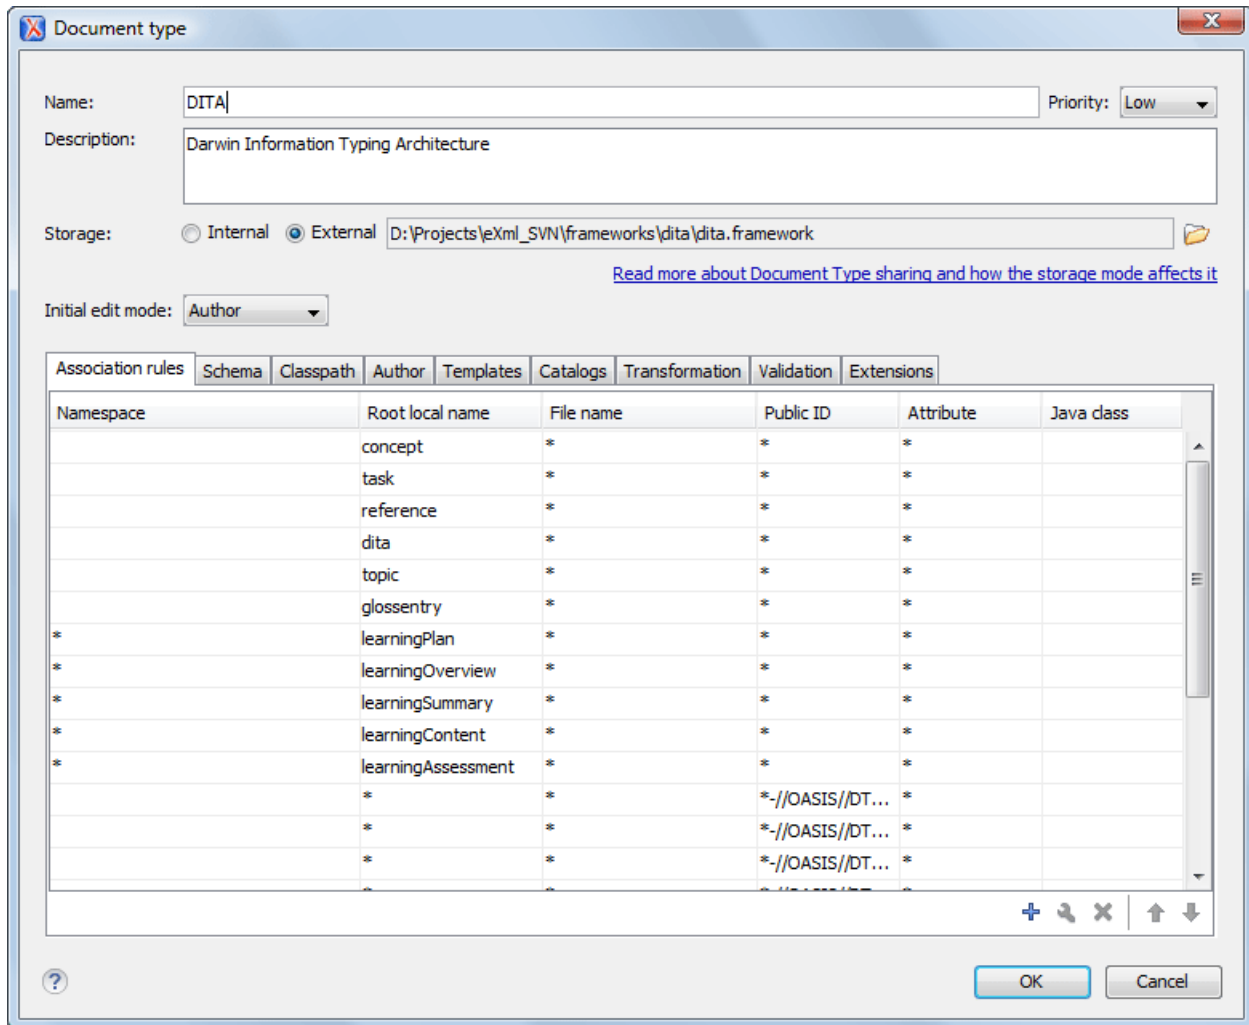 Document type
Name: DITA Priority: Low
Description: Darwin Information Typing Architecture
Storage: Internal External D:\Projects\eXml_SVN\frameworks\dita\dita.framework
Read more about Document Type sharing and how the storage mode affects it
Initial edit mode: Author
Association rules Schema Classpath Author Templates Catalogs Transformation Validation Extensions
Namespace Root local name File name Public ID Attribute Java class
concept * * *
task * * *
reference * * *
dita * * *
topic * * *
glossentry * * *
* learningPlan * * *
* learningOverview * * *
* learningSummary * * *
* learningContent * * *
* learningAssessment * * *
* * *-//OASIS//DT... *
* * *-//OASIS//DT... *
* * *-//OASIS//DT... *
OK Cancel